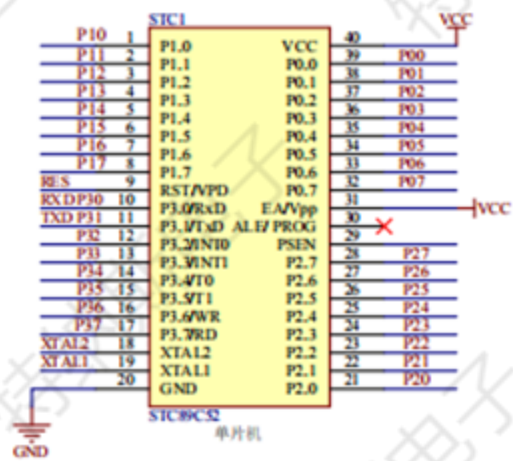 STC1
VCC
P10 1 P1.0 VCC 40
P11 2 P1.1 P0.0 39 P00
P12 3 P1.2 P0.1 38 P01
P13 4 P1.3 P0.2 37 P02
P14 5 P1.4 P0.3 36 P03
P15 6 P1.5 P0.4 35 P04
P16 7 P1.6 P0.5 34 P05
P17 8 P1.7 P0.6 33 P06
RES 9 RST/VPD P0.7 32 P07
RXDP30 10 P3.0/RxD EA/Vpp 31 VCC
TXDP31 11 P3.1/TxD ALE/PROG 30
P32 12 P3.2/INT0 PSEN 29
P33 13 P3.3/INT1 P2.7 28 P27
P34 14 P3.4/T0 P2.6 27 P26
P35 15 P3.5/T1 P2.5 26 P25
P36 16 P3.6/WR P2.4 25 P24
P37 17 P3.7/RD P2.3 24 P23
XTAL2 18 XTAL2 P2.2 23 P22
XTAL1 19 XTAL1 P2.1 22 P21
20 GND P2.0 21 P20
STC89C52
单片机
GND